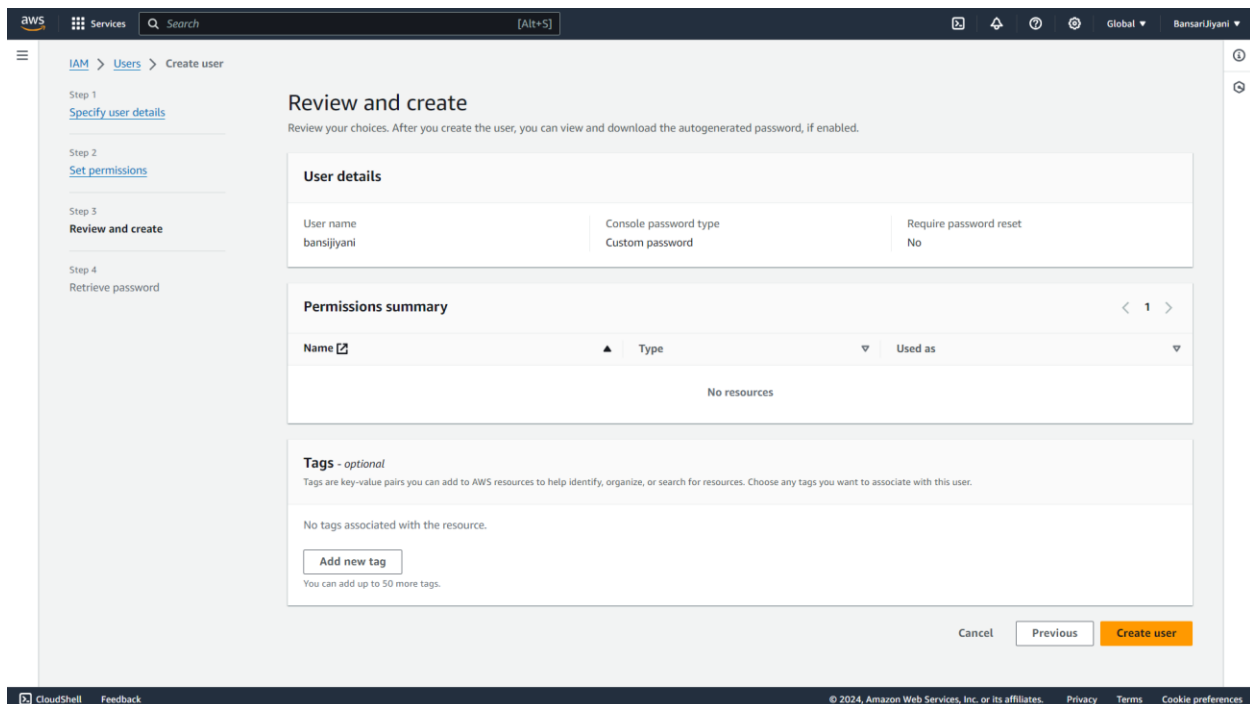 aws Services Search [Alt+S] Global BansariJiyani
IAM > Users > Create user
Step 1
Specify user details
Step 2
Set permissions
Step 3
Review and create
Step 4
Retrieve password
Review and create
Review your choices. After you create the user, you can view and download the autogenerated password, if enabled.
User details
User name Console password type Require password reset
bansijiyani Custom password No
Permissions summary 1
Name Type Used as
No resources
Tags - optional
Tags are key-value pairs you can add to AWS resources to help identify, organize, or search for resources. Choose any tags you want to associate with this user.
No tags associated with the resource.
Add new tag
You can add up to 50 more tags.
Cancel Previous Create user
CloudShell Feedback © 2024, Amazon Web Services, Inc. or its affiliates. Privacy Terms Cookie preferences